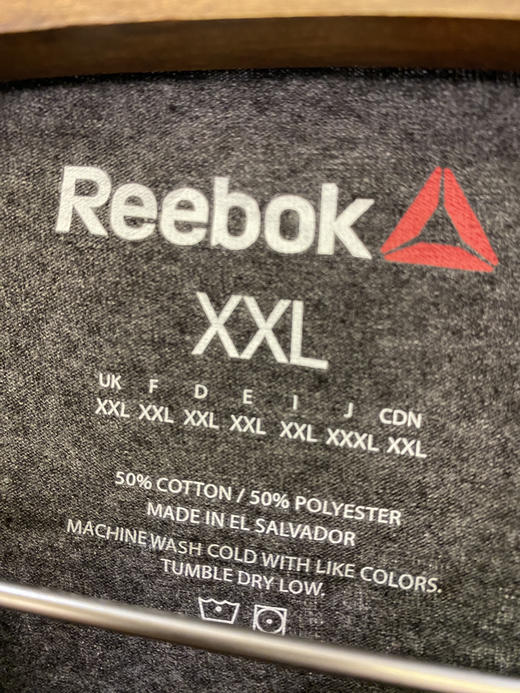 Reebok
XXL
UK F D E I J CDN
XXL XXL XXL XXL XXL XXXL XXL
50% COTTON / 50% POLYESTER
MADE IN EL SALVADOR
MACHINE WASH COLD WITH LIKE COLORS.
TUMBLE DRY LOW.